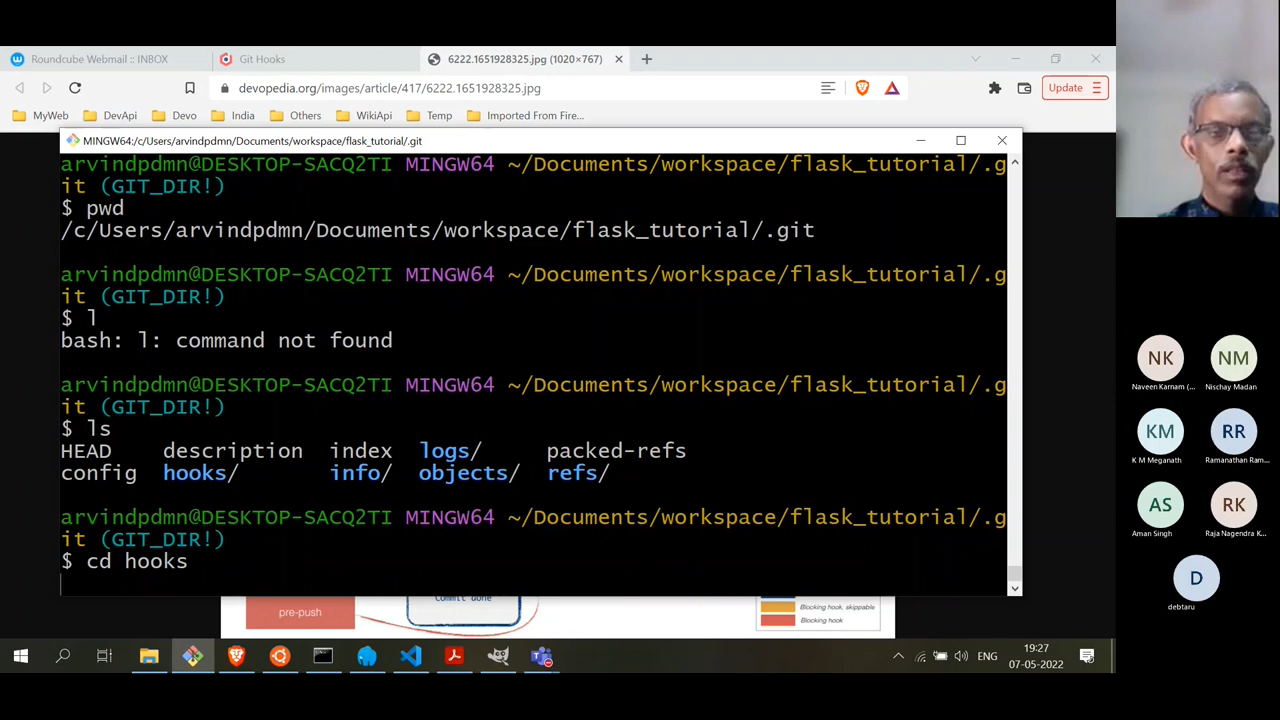 Roundcube Webmail :: INBOX
Git Hooks
6222.1651928325.jpg (1020×767)
devopedia.org/images/article/417/6222.1651928325.jpg
Update
MyWeb
DevApi
Devo
India
Others
WikiApi
Temp
Imported From Fire...
MINGW64:/c/Users/arvindpdmn/Documents/workspace/flask_tutorial/.git
arvindpdmn@DESKTOP-SACQ2TI MINGW64 ~/Documents/workspace/flask_tutorial/.g
it (GIT_DIR!)
$ pwd
/c/Users/arvindpdmn/Documents/workspace/flask_tutorial/.git
arvindpdmn@DESKTOP-SACQ2TI MINGW64 ~/Documents/workspace/flask_tutorial/.g
it (GIT_DIR!)
$ l
bash: l: command not found
arvindpdmn@DESKTOP-SACQ2TI MINGW64 ~/Documents/workspace/flask_tutorial/.g
it (GIT_DIR!)
$ ls
HEAD description index logs/ packed-refs
config hooks/ info/ objects/ refs/
arvindpdmn@DESKTOP-SACQ2TI MINGW64 ~/Documents/workspace/flask_tutorial/.g
it (GIT_DIR!)
$ cd hooks
pre-push
Commit done
Blocking hook, skippable
Blocking hook
ENG
19:27
07-05-2022
NK
Naveen Karnam (...
NM
Nischay Madan
KM
K M Meganath
RR
Ramanathan Ram...
AS
Aman Singh
RK
Raja Nagendra K...
D
debtaru